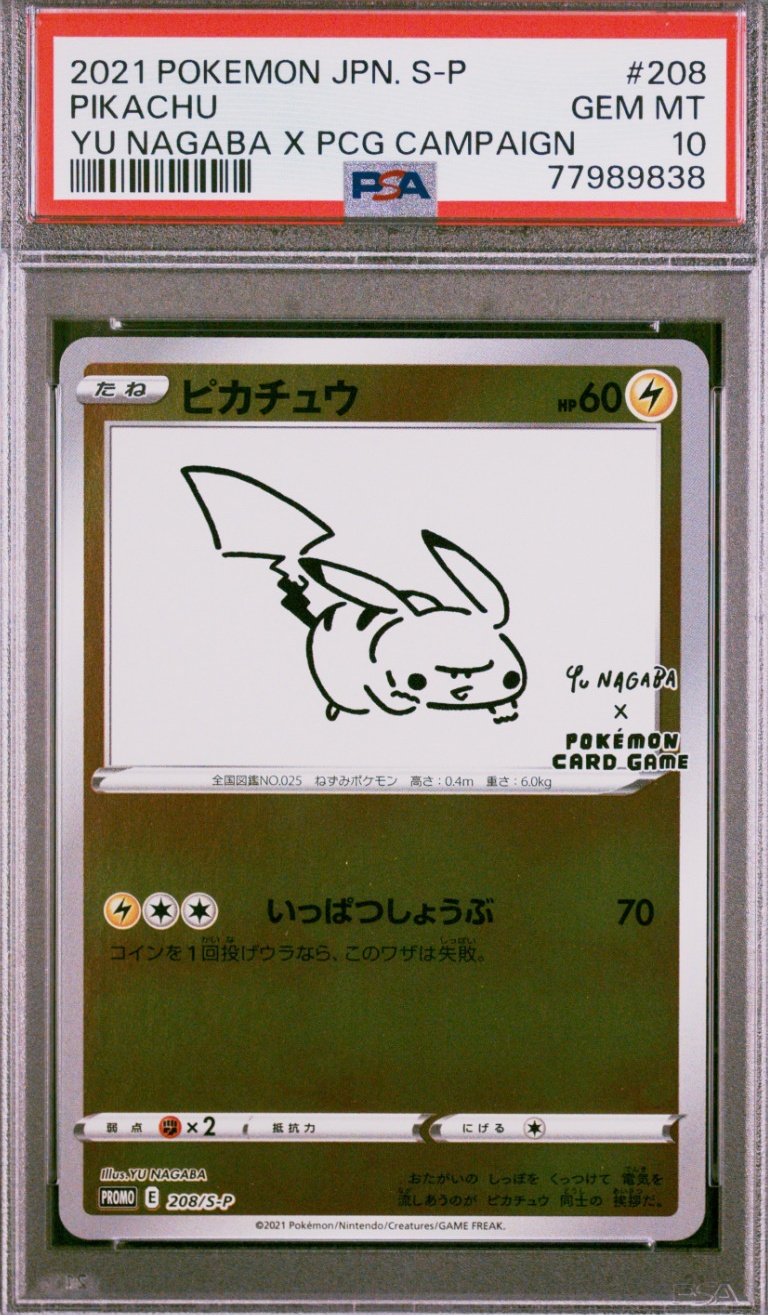 2021 POKEMON JPN. S-P #208
PIKACHU GEM MT
YU NAGABA X PCG CAMPAIGN 10
PSA 77989838
たね ピカチュウ HP60
YU NAGABA
×
POKÉMON
CARD GAME
全国図鑑NO.025 ねずみポケモン 高さ:0.4m 重さ:6.0kg
いっぱつしょうぶ 70
コインを1回投げウラなら、このワザは失敗。
弱点 ×2 抵抗力 にげる
Illus.YU NAGABA
おたがいの しっぽを くっつけて 電気を
PROMO E 208/S-P 流しあうのが ピカチュウ 同士の 挨拶だ。
©2021 Pokémon/Nintendo/Creatures/GAME FREAK.
PSA